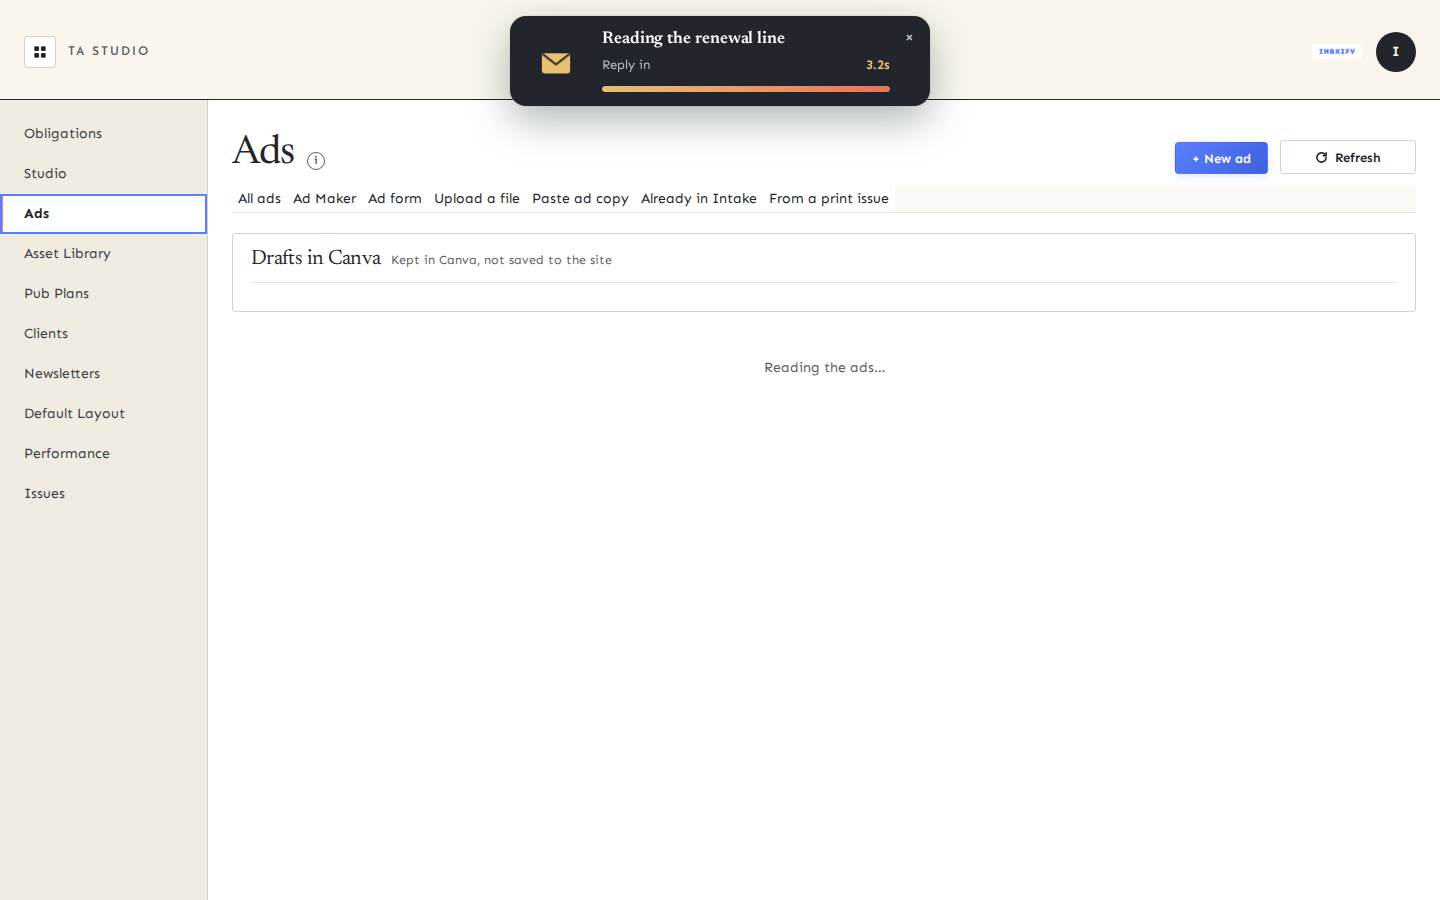 TA STUDIO
Reading the renewal line
×
Reply in
3.2s
INBXIFY
I
Obligations
Studio
Ads
Asset Library
Pub Plans
Clients
Newsletters
Default Layout
Performance
Issues
Ads
i
+ New ad
Refresh
All ads
Ad Maker
Ad form
Upload a file
Paste ad copy
Already in Intake
From a print issue
Drafts in Canva
Kept in Canva, not saved to the site
Reading the ads...